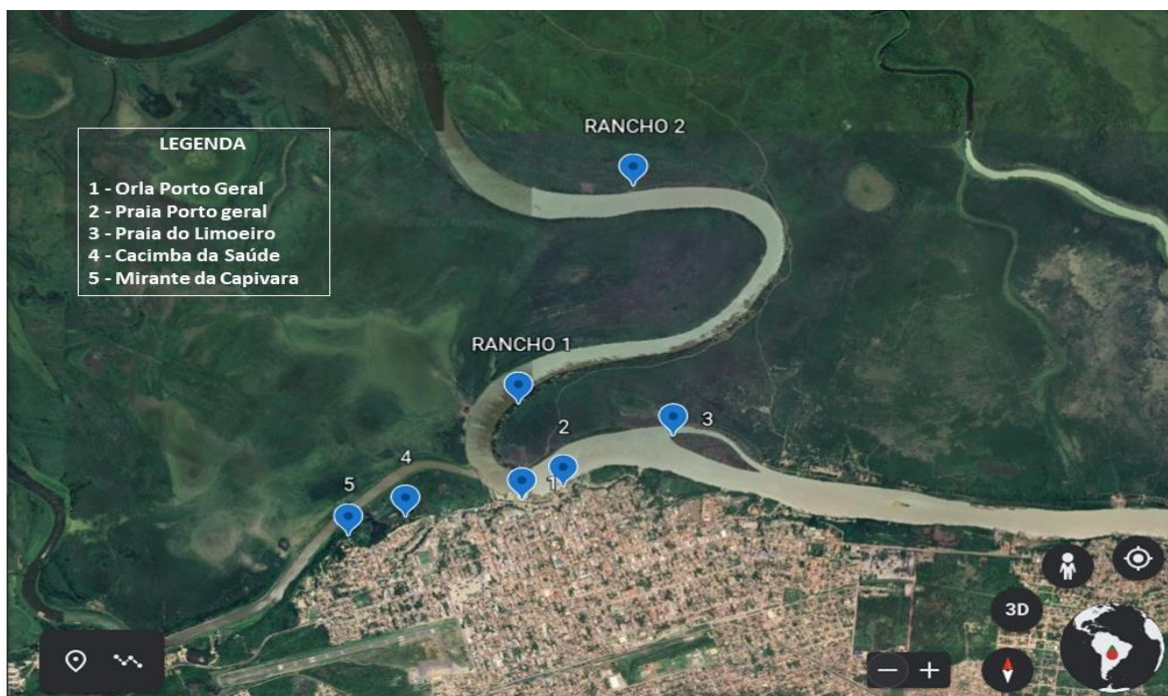 RANCHO 2
LEGENDA
1 - Orla Porto Geral
2 - Praia Porto geral
3 - Praia do Limoeiro
4 - Cacimba da Saúde
5 - Mirante da Capivara
RANCHO 1
3
2
4
5
1
3D